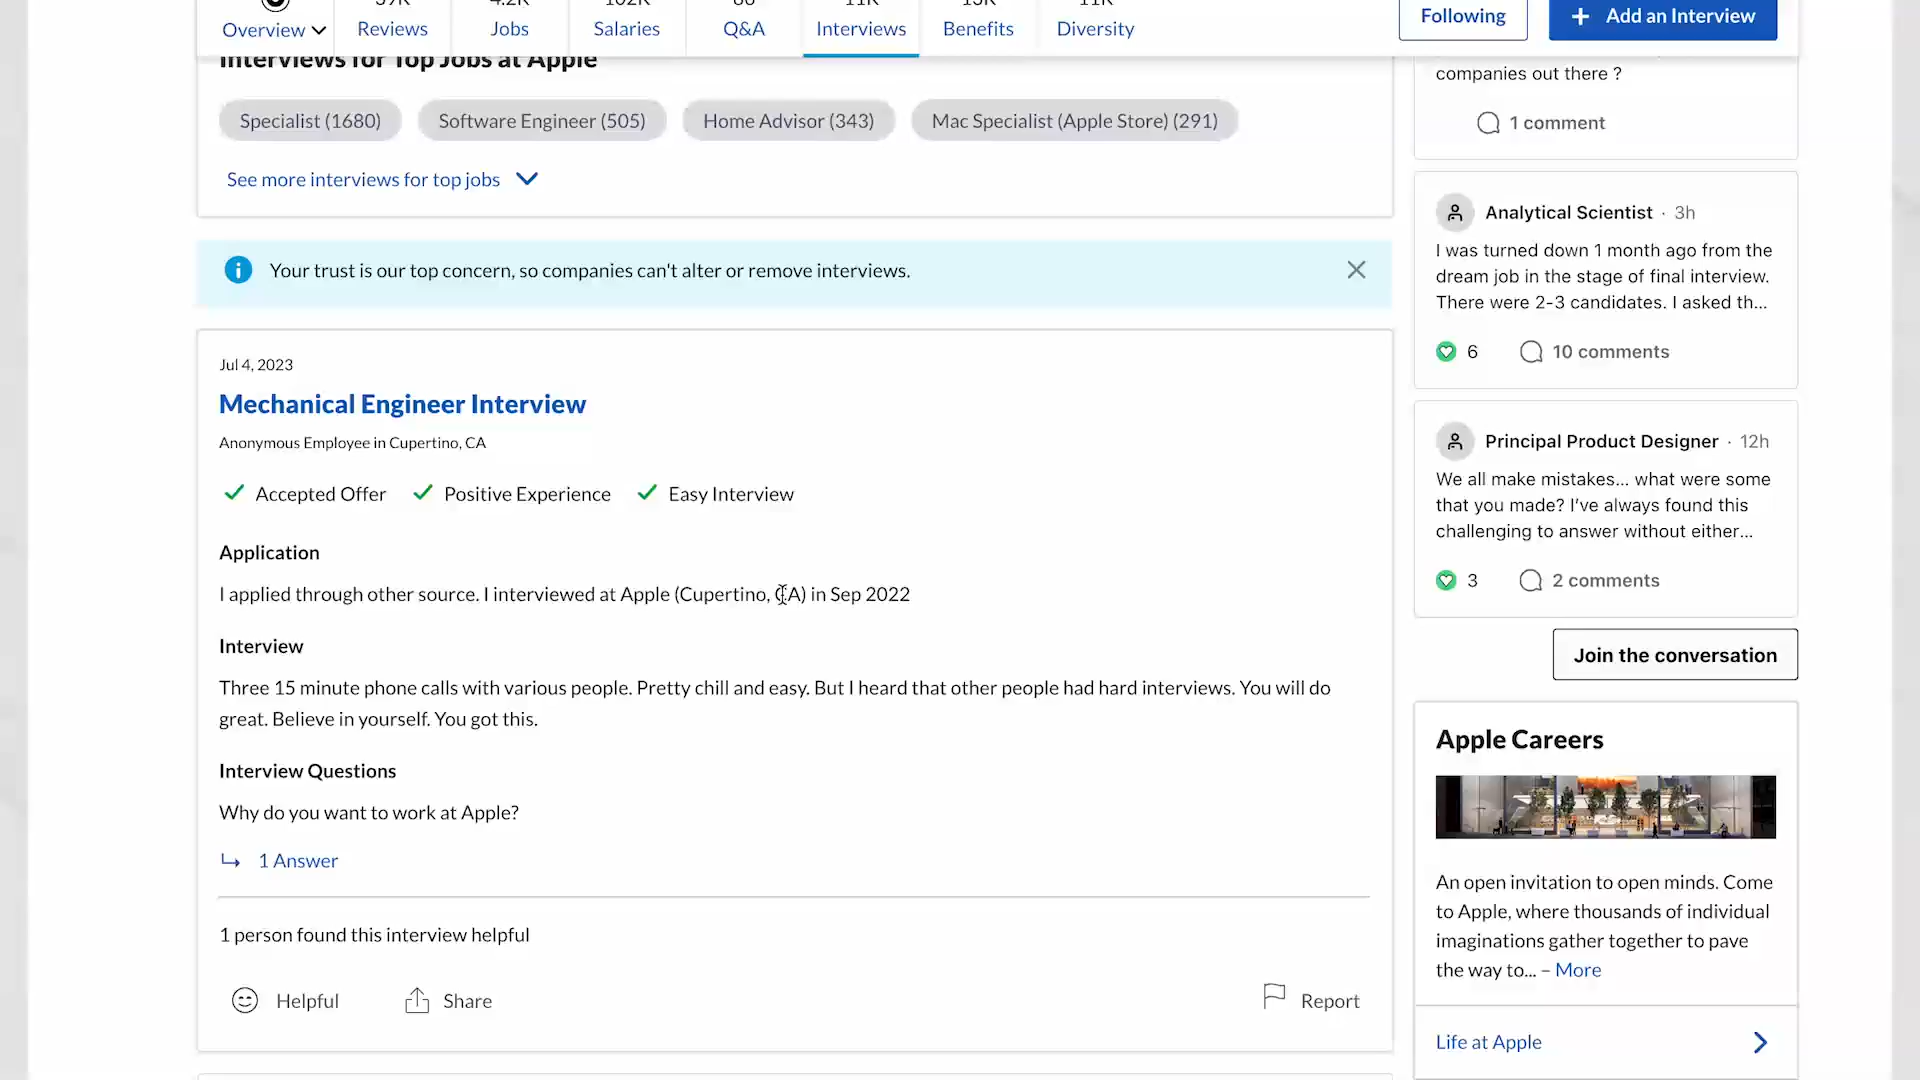 Overview
Reviews
Jobs
Salaries
Q&A
Interviews
Benefits
Diversity
Following
+ Add an Interview
Interviews for Top Jobs at Apple
Specialist (1680)
Software Engineer (505)
Home Advisor (343)
Mac Specialist (Apple Store) (291)
See more interviews for top jobs
Your trust is our top concern, so companies can't alter or remove interviews.
Jul 4, 2023
Mechanical Engineer Interview
Anonymous Employee in Cupertino, CA
Accepted Offer
Positive Experience
Easy Interview
Application
I applied through other source. I interviewed at Apple (Cupertino, CA) in Sep 2022
Interview
Three 15 minute phone calls with various people. Pretty chill and easy. But I heard that other people had hard interviews. You will do
great. Believe in yourself. You got this.
Interview Questions
Why do you want to work at Apple?
1 Answer
1 person found this interview helpful
Helpful
Share
Report
companies out there ?
1 comment
Analytical Scientist · 3h
I was turned down 1 month ago from the
dream job in the stage of final interview.
There were 2-3 candidates. I asked th...
6
10 comments
Principal Product Designer · 12h
We all make mistakes... what were some
that you made? I've always found this
challenging to answer without either...
3
2 comments
Join the conversation
Apple Careers
An open invitation to open minds. Come
to Apple, where thousands of individual
imaginations gather together to pave
the way to... – More
Life at Apple